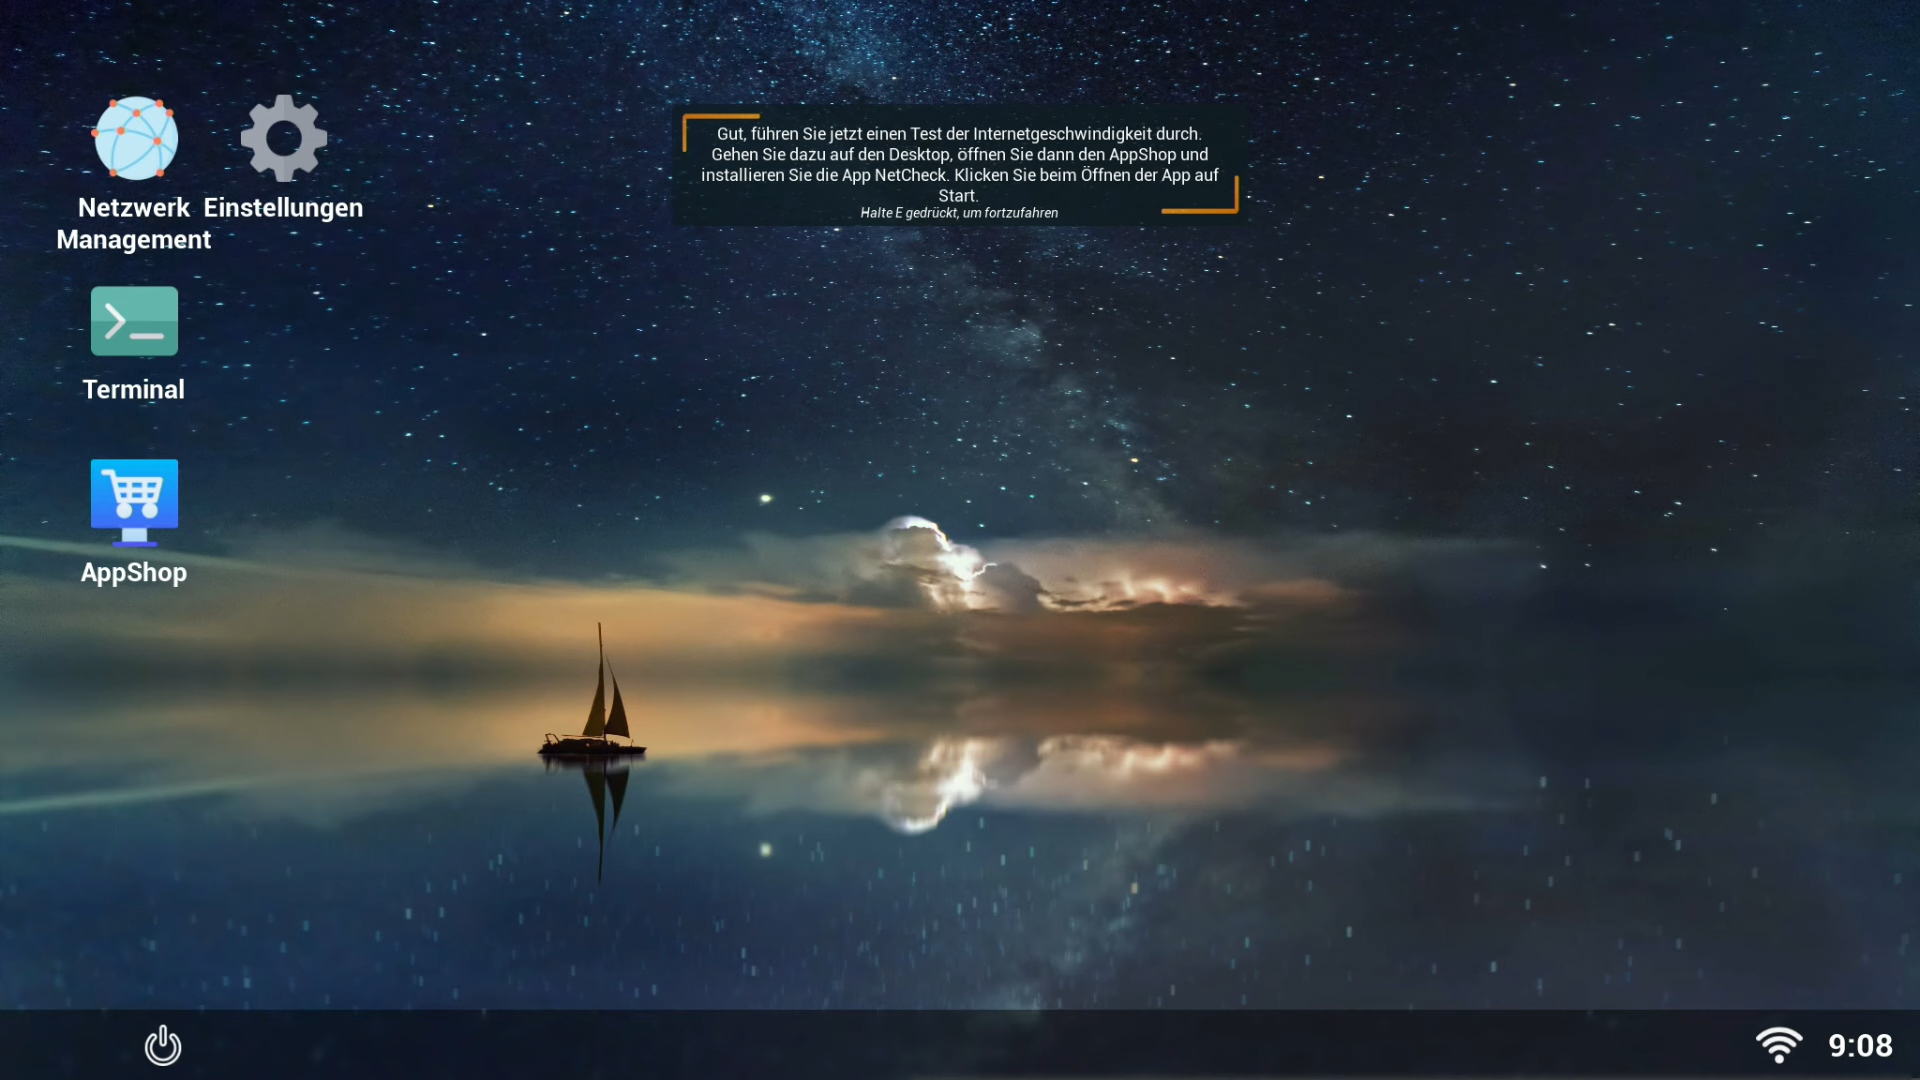 Netzwerk
Management
Einstellungen
Gut, führen Sie jetzt einen Test der Internetgeschwindigkeit durch.
Gehen Sie dazu auf den Desktop, öffnen Sie dann den AppShop und
installieren Sie die App NetCheck. Klicken Sie beim Öffnen der App auf
Start.
Halte E gedrückt, um fortzufahren
Terminal
AppShop
9:08